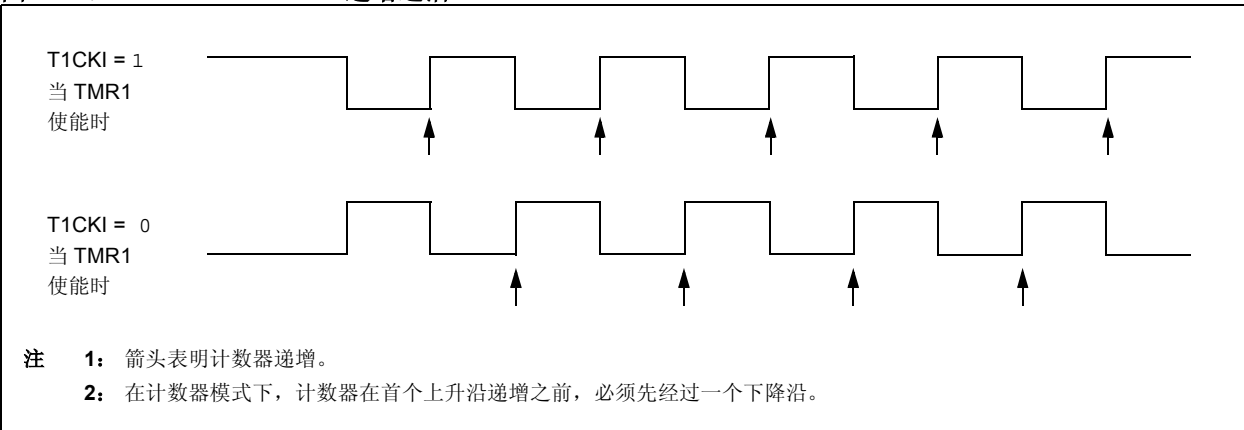 T1CKI = 1
当 TMR1
使能时
T1CKI = 0
当 TMR1
使能时
注 1： 箭头表明计数器递增。
2： 在计数器模式下，计数器在首个上升沿递增之前，必须先经过一个下降沿。